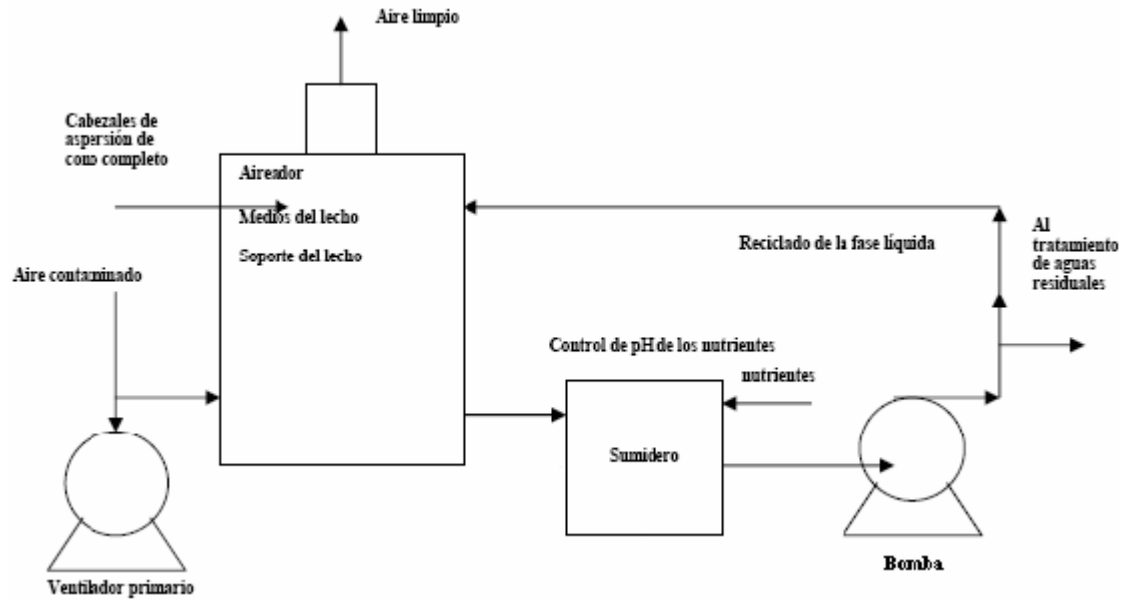 Aire limpio
Cabezales de
aspersión de
cono completo
Aireador
Medios del lecho
Soporte del lecho
Reciclado de la fase líquida
Al
tratamiento
de aguas
residuales
Aire contaminado
Control de pH de los nutrientes
nutrientes
Sumidero
Bomba
Ventilador primario